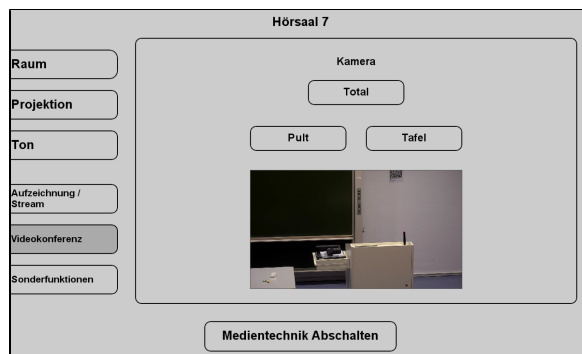 Hörsaal 7
Raum
Projektion
Ton
Aufzeichnung /
Stream
Videokonferenz
Sonderfunktionen
Kamera
Total
Pult
Tafel
Medientechnik Abschalten